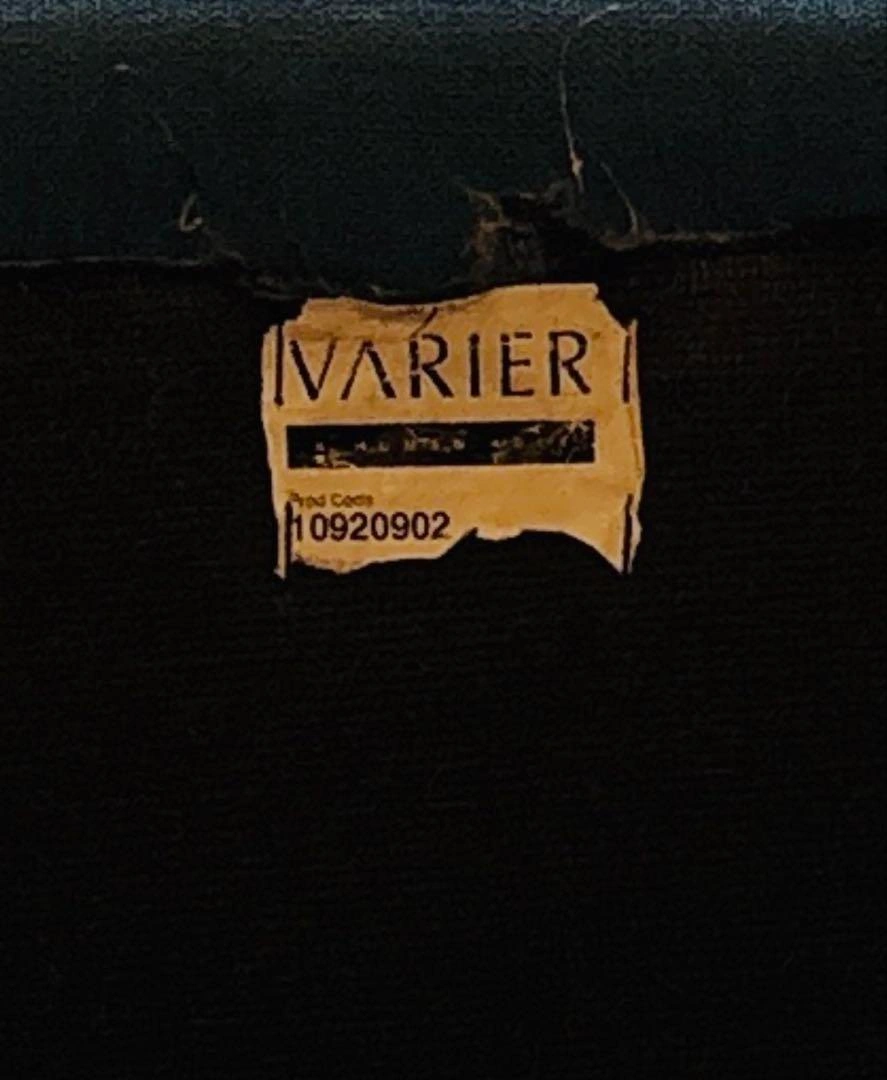 VARIER
Prod Code
10920902